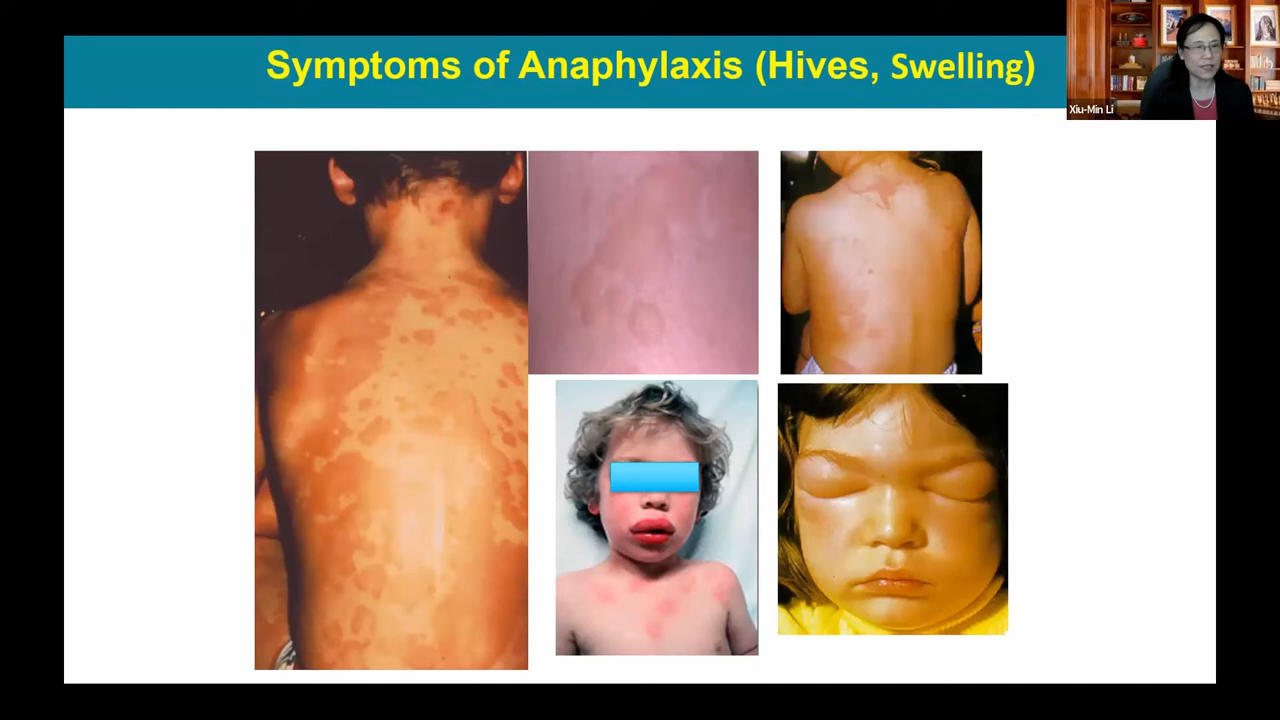 Symptoms of Anaphylaxis (Hives, Swelling)
Xiu-Min Li